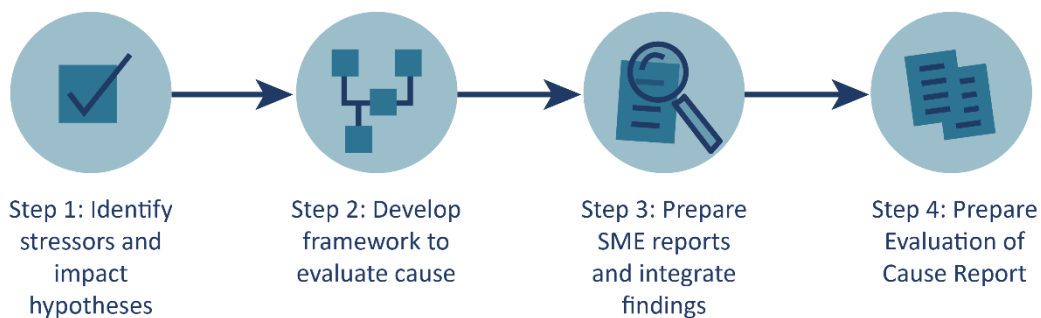 Step 1: Identify
stressors and
impact
hypotheses
Step 2: Develop
framework to
evaluate cause
Step 3: Prepare
SME reports
and integrate
findings
Step 4: Prepare
Evaluation of
Cause Report